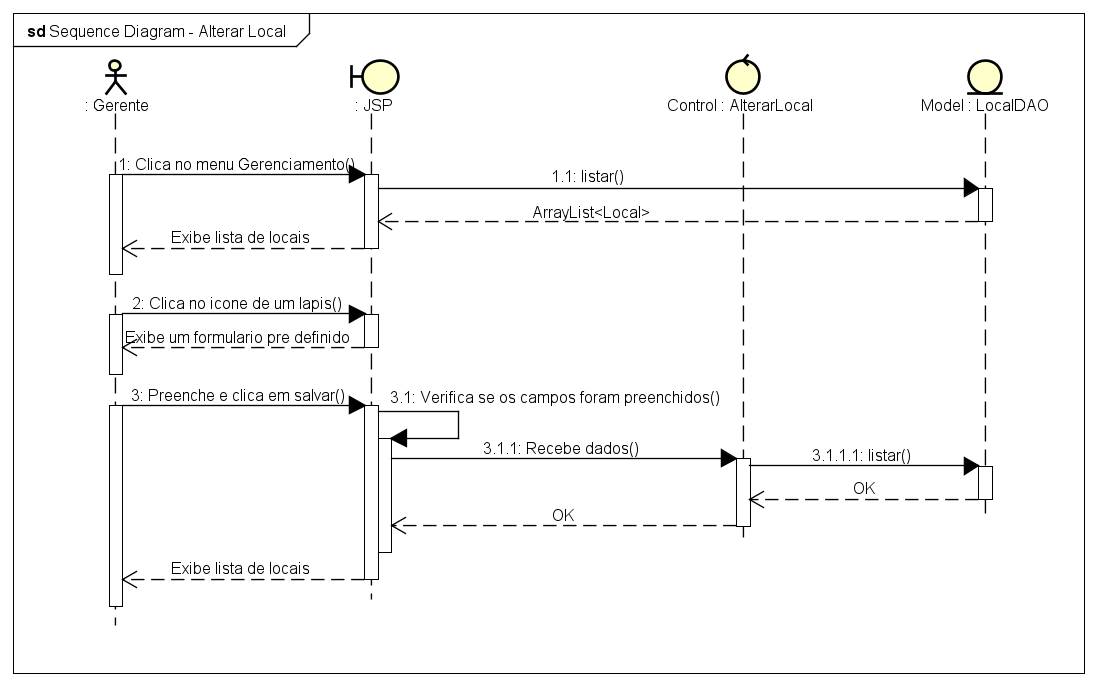 sd Sequence Diagram - Alterar Local
: Gerente
: JSP
Control : AlterarLocal
Model : LocalDAO
1: Clica no menu Gerenciamento()
1.1: listar()
ArrayList<Local>
Exibe lista de locais
2: Clica no icone de um lapis()
Exibe um formulario pre definido
3: Preenche e clica em salvar()
3.1: Verifica se os campos foram preenchidos()
3.1.1: Recebe dados()
3.1.1.1: listar()
OK
OK
Exibe lista de locais